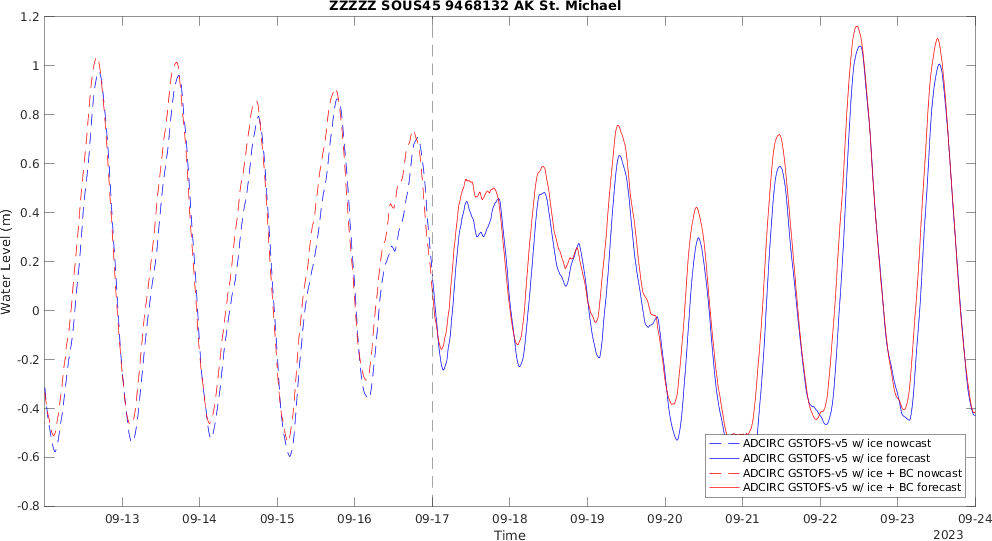 ZZZZZ SOUS45 9468132 AK St. Michael
Water Level (m)
1.2
1
0.8
0.6
0.4
0.2
0
-0.2
-0.4
-0.6
-0.8
ADCIRC GSTOFS-v5 w/ ice nowcast
ADCIRC GSTOFS-v5 w/ ice forecast
ADCIRC GSTOFS-v5 w/ ice + BC nowcast
ADCIRC GSTOFS-v5 w/ ice + BC forecast
09-13 09-14 09-15 09-16 09-17 09-18 09-19 09-20 09-21 09-22 09-23 09-24
Time
2023